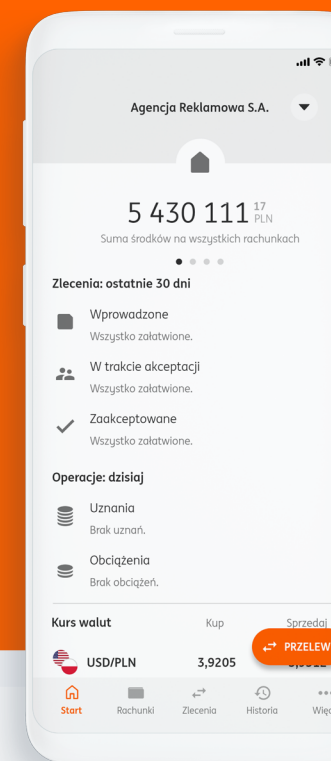 Agencja Reklamowa S.A.
5 430 111 17 PLN
Suma środków na wszystkich rachunkach
Zlecenia: ostatnie 30 dni
Wprowadzone
Wszystko załatwione.
W trakcie akceptacji
Wszystko załatwione.
Zaakceptowane
Wszystko załatwione.
Operacje: dzisiaj
Uznania
Brak uznań.
Obciążenia
Brak obciążeń.
Kurs walut Kup Sprzedaj
PRZELEW
USD/PLN 3,9205
Start Rachunki Zlecenia Historia